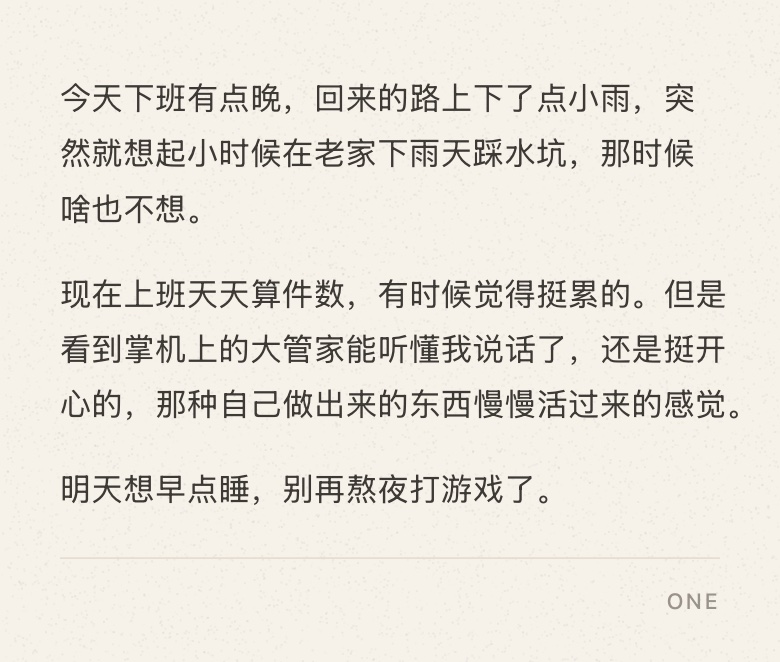 今天下班有点晚，回来的路上下了点小雨，突
然就想起小时候在老家下雨天踩水坑，那时候
啥也不想。
现在上班天天算件数，有时候觉得挺累的。但是
看到掌机上的大管家能听懂我说话了，还是挺开
心的，那种自己做出来的东西慢慢活过来的感觉。
明天想早点睡，别再熬夜打游戏了。
ONE